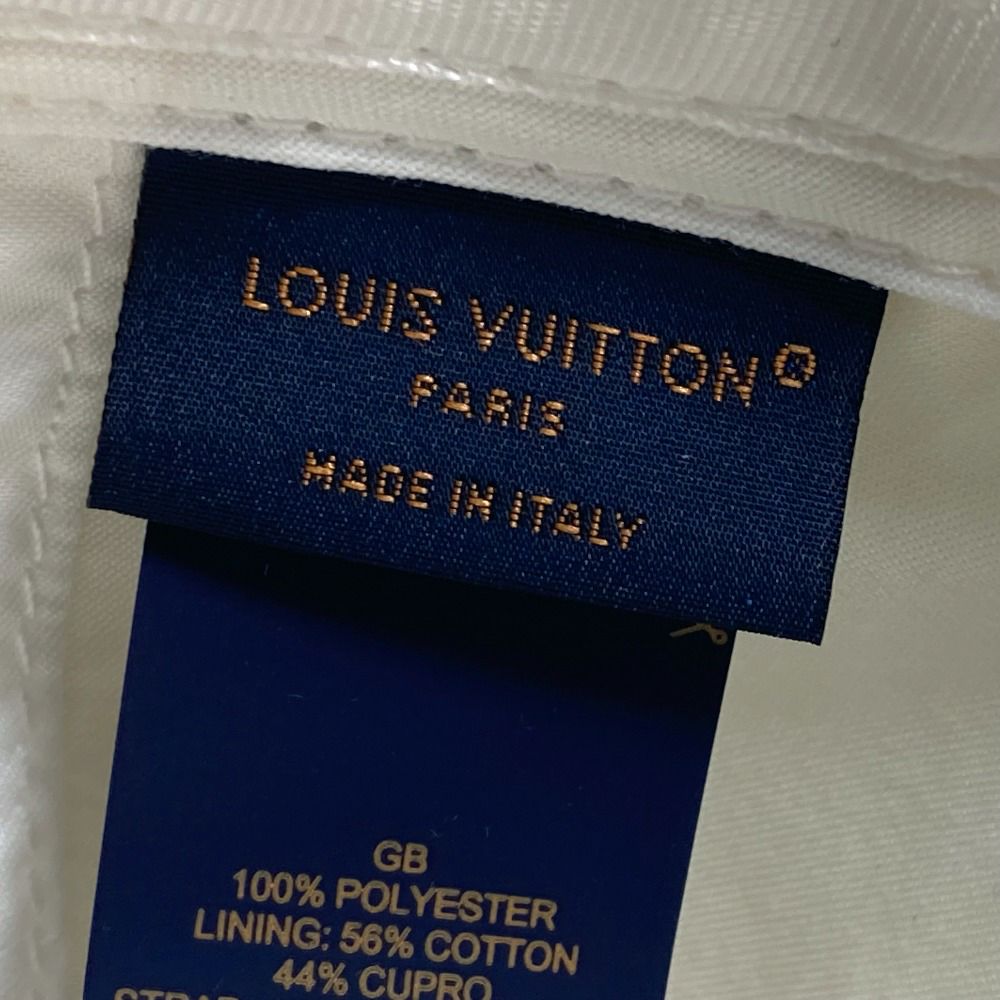 LOUIS VUITTON®
PARIS
MADE IN ITALY
GB
100% POLYESTER
LINING: 56% COTTON
44% CUPRO